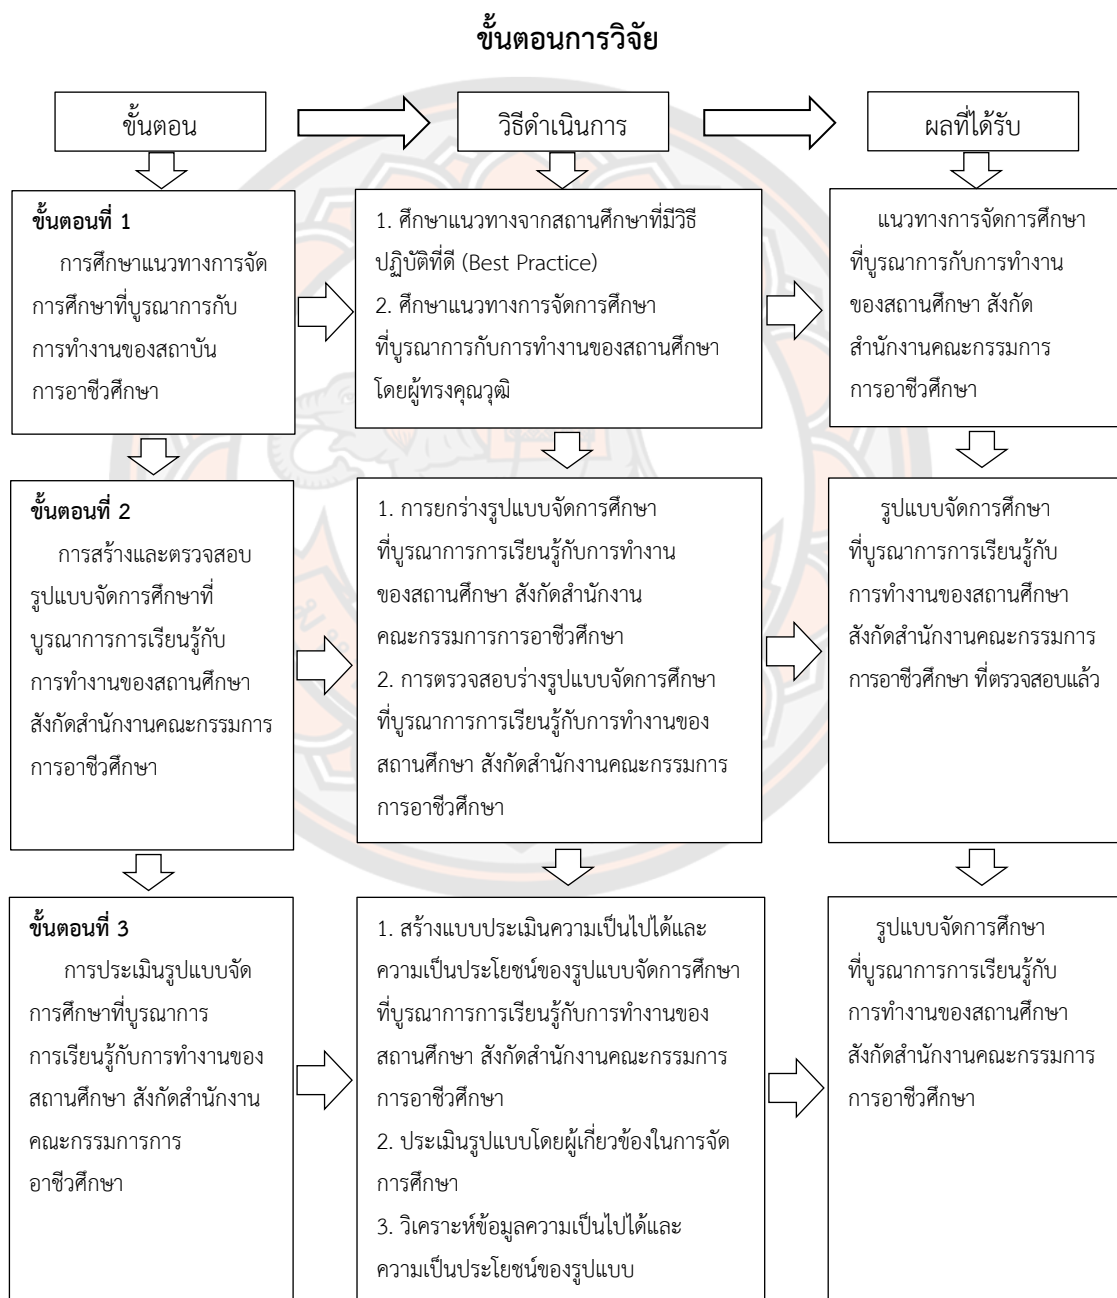 ขั้นตอนการวิจัย
ขั้นตอน
วิธีดำเนินการ
ผลที่ได้รับ
ขั้นตอนที่ 1
การศึกษาแนวทางการจัด
การศึกษาที่บูรณาการกับ
การทำงานของสถาบัน
การอาชีวศึกษา
1. ศึกษาแนวทางจากสถานศึกษาที่มีวิธี
ปฏิบัติที่ดี (Best Practice)
2. ศึกษาแนวทางการจัดการศึกษา
ที่บูรณาการกับการทำงานของสถานศึกษา
โดยผู้ทรงคุณวุฒิ
แนวทางการจัดการศึกษา
ที่บูรณาการกับการทำงาน
ของสถานศึกษา สังกัด
สำนักงานคณะกรรมการ
การอาชีวศึกษา
ขั้นตอนที่ 2
การสร้างและตรวจสอบ
รูปแบบจัดการศึกษาที่
บูรณาการการเรียนรู้กับ
การทำงานของสถานศึกษา
สังกัดสำนักงานคณะกรรมการ
การอาชีวศึกษา
1. การยกร่างรูปแบบจัดการศึกษา
ที่บูรณาการการเรียนรู้กับการทำงาน
ของสถานศึกษา สังกัดสำนักงาน
คณะกรรมการการอาชีวศึกษา
2. การตรวจสอบร่างรูปแบบจัดการศึกษา
ที่บูรณาการการเรียนรู้กับการทำงานของ
สถานศึกษา สังกัดสำนักงานคณะกรรมการ
การอาชีวศึกษา
รูปแบบจัดการศึกษา
ที่บูรณาการการเรียนรู้กับ
การทำงานของสถานศึกษา
สังกัดสำนักงานคณะกรรมการ
การอาชีวศึกษา ที่ตรวจสอบแล้ว
ขั้นตอนที่ 3
การประเมินรูปแบบจัด
การศึกษาที่บูรณาการ
การเรียนรู้กับการทำงานของ
สถานศึกษา สังกัดสำนักงาน
คณะกรรมการการ
อาชีวศึกษา
1. สร้างแบบประเมินความเป็นไปได้และ
ความเป็นประโยชน์ของรูปแบบจัดการศึกษา
ที่บูรณาการการเรียนรู้กับการทำงานของ
สถานศึกษา สังกัดสำนักงานคณะกรรมการ
การอาชีวศึกษา
2. ประเมินรูปแบบโดยผู้เกี่ยวข้องในการจัด
การศึกษา
3. วิเคราะห์ข้อมูลความเป็นไปได้และ
ความเป็นประโยชน์ของรูปแบบ
รูปแบบจัดการศึกษา
ที่บูรณาการการเรียนรู้กับ
การทำงานของสถานศึกษา
สังกัดสำนักงานคณะกรรมการ
การอาชีวศึกษา